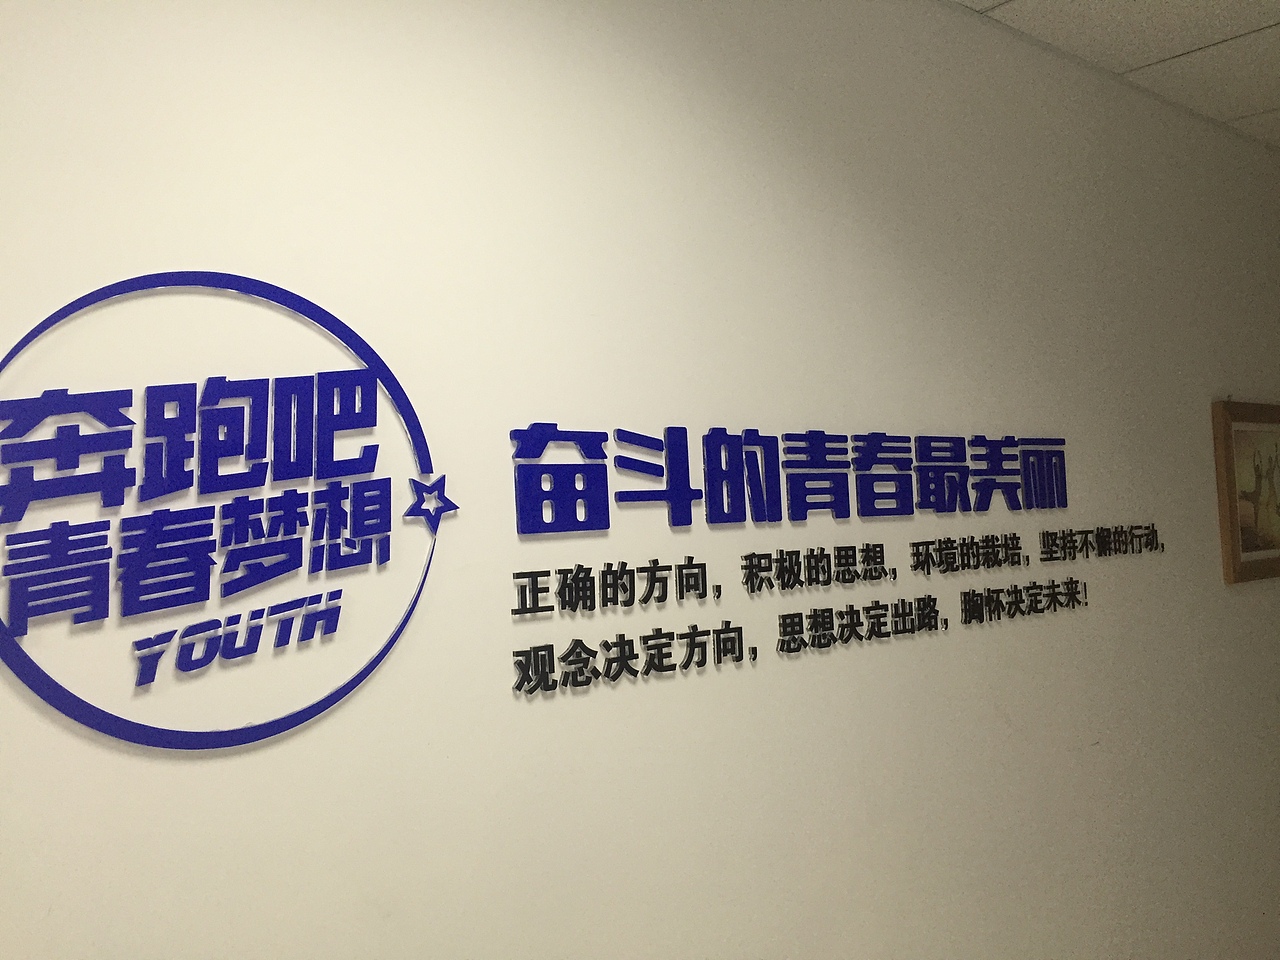 奔跑吧
青春梦想
YOUTH
奋斗的青春最美丽
正确的方向，积极的思想，环境的栽培，坚持不懈的行动，
观念决定方向，思想决定出路，胸怀决定未来！